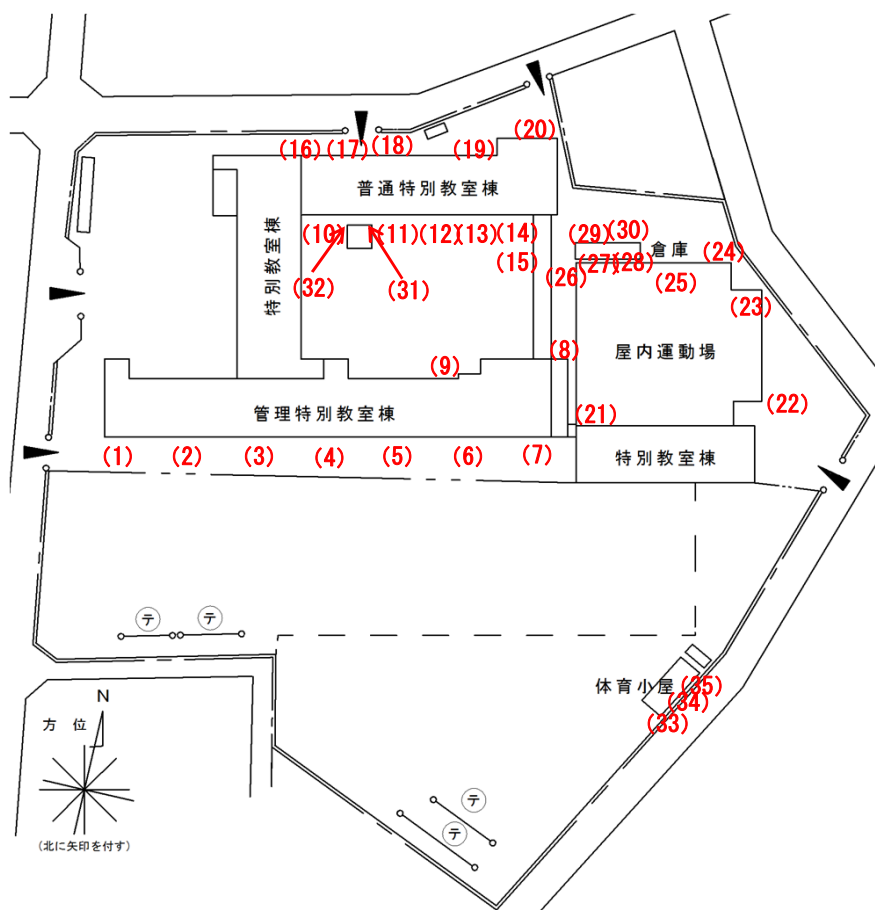 (20)
(16) (17) (18) (19)
普通特別教室棟
(10) (11) (12) (13) (14) (29) (30)
倉庫 (24)
(15) (27) (28)
(26) (25)
(32) (31)
特別教室棟
(23)
屋内運動場
(8)
(9)
(22)
管理特別教室棟 (21)
(1) (2) (3) (4) (5) (6) (7)
特別教室棟
テ テ
体育小屋 (35)
(34)
(33)
N
方位
テ
テ
(北に矢印を付す)